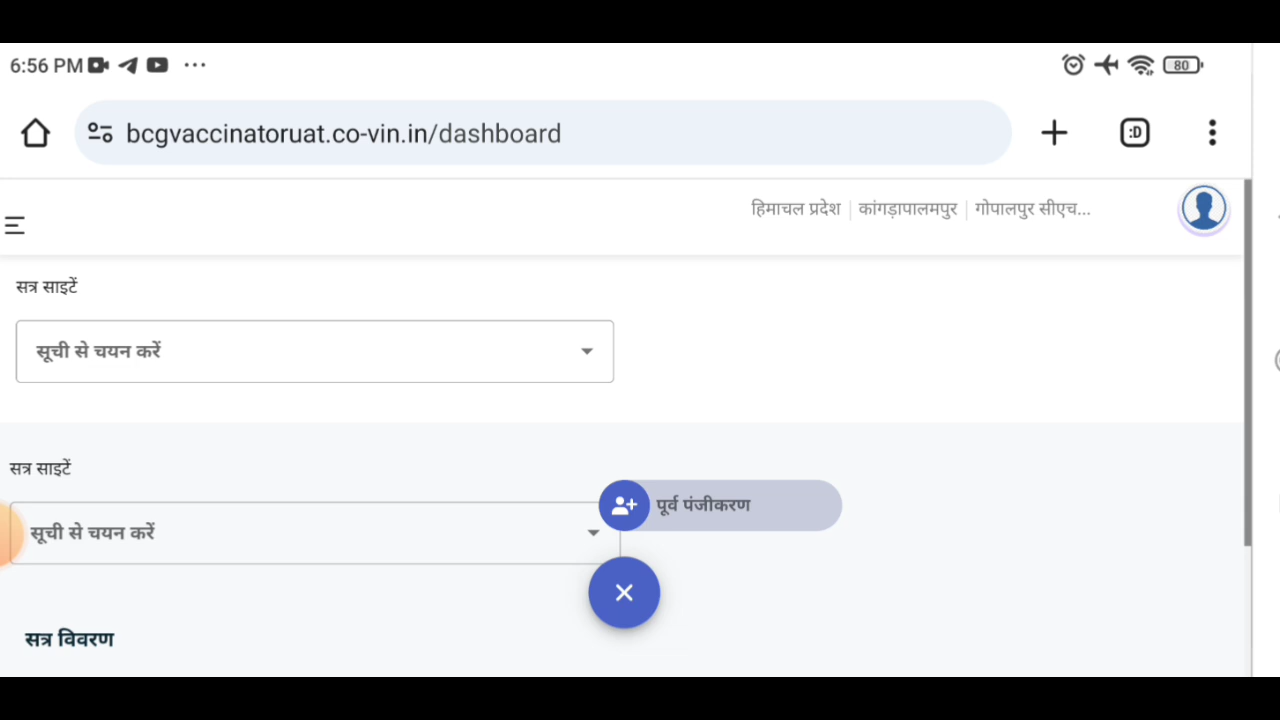 6:56 PM ...
80
bcgvaccinatoruat.co-vin.in/dashboard
:D
हिमाचल प्रदेश | कांगड़ापालमपुर | गोपालपुर सीएच...
सत्र साइटें
सूची से चयन करें
सत्र साइटें
पूर्व पंजीकरण
सूची से चयन करें
सत्र विवरण